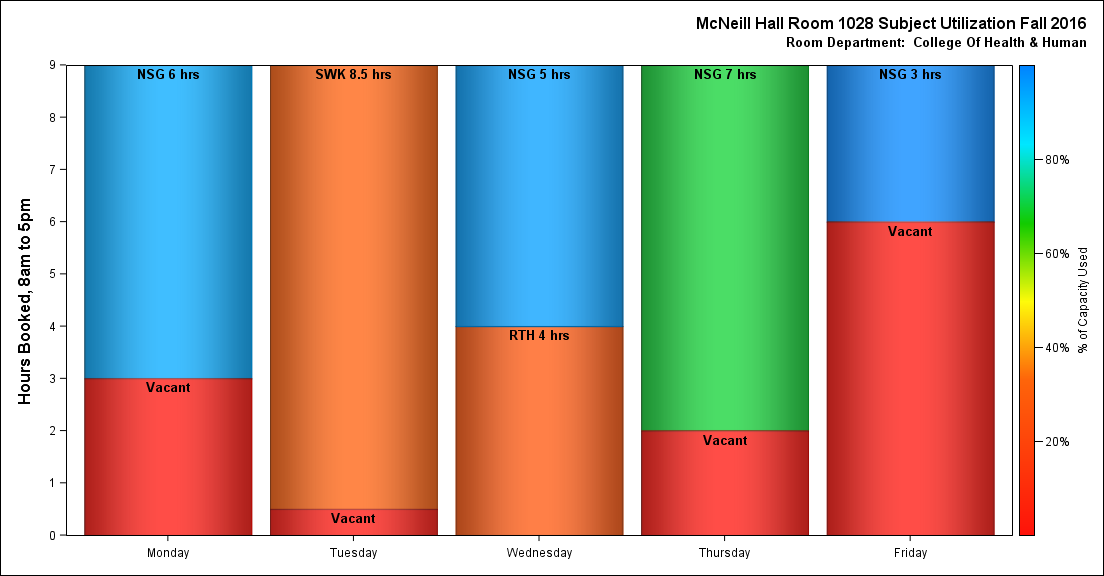 McNeill Hall Room 1028 Subject Utilization Fall 2016
Room Department:  College Of Health & Human
Hours Booked, 8am to 5pm
9
8
7
6
5
4
3
2
1
0
NSG 6 hrs
Vacant
SWK 8.5 hrs
Vacant
NSG 5 hrs
RTH 4 hrs
NSG 7 hrs
Vacant
NSG 3 hrs
Vacant
Monday
Tuesday
Wednesday
Thursday
Friday
80%
60%
40%
20%
% of Capacity Used